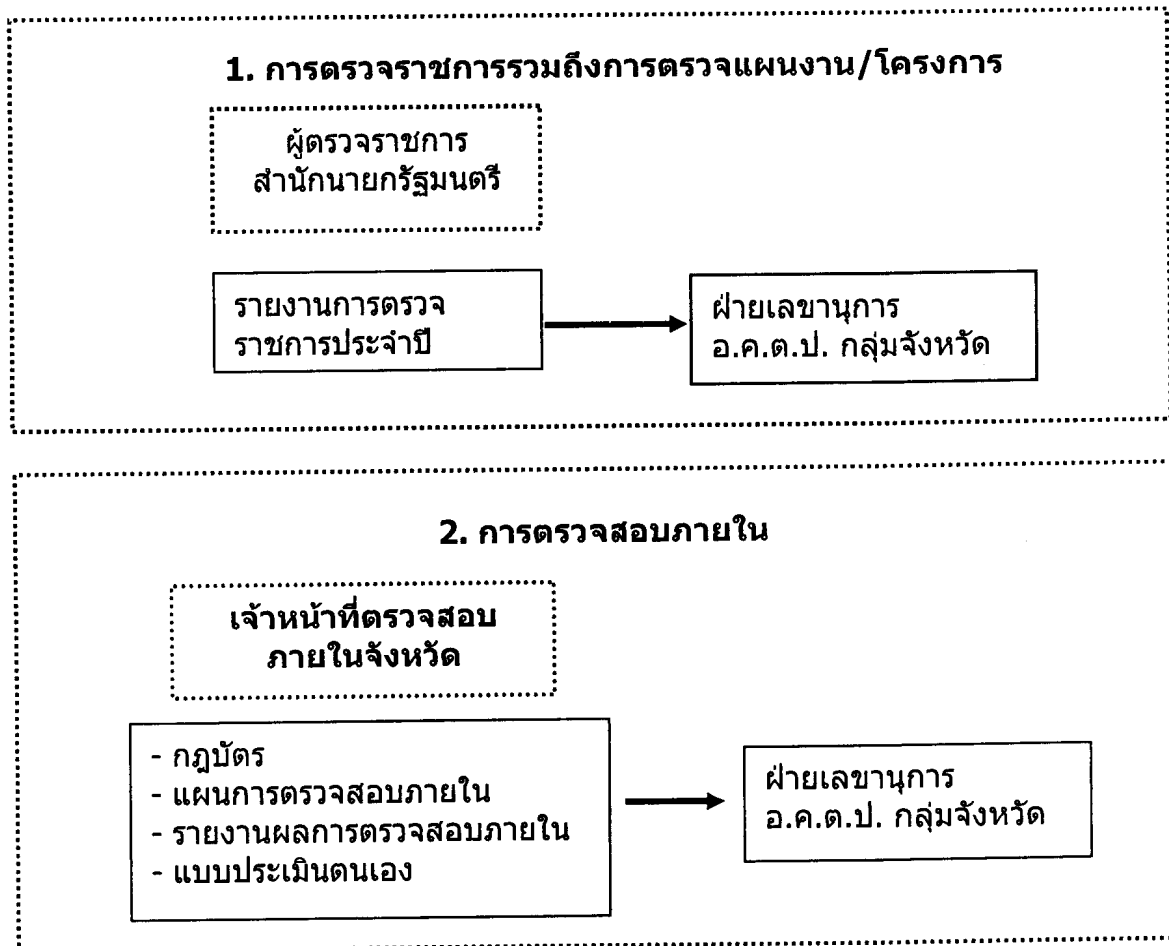 1. การตรวจราชการรวมถึงการตรวจแผนงาน/โครงการ
ผู้ตรวจราชการ
สำนักนายกรัฐมนตรี
รายงานการตรวจ
ราชการประจำปี
ฝ่ายเลขานุการ
อ.ค.ต.ป. กลุ่มจังหวัด
2. การตรวจสอบภายใน
เจ้าหน้าที่ตรวจสอบ
ภายในจังหวัด
- กฎบัตร
- แผนการตรวจสอบภายใน
- รายงานผลการตรวจสอบภายใน
- แบบประเมินตนเอง
ฝ่ายเลขานุการ
อ.ค.ต.ป. กลุ่มจังหวัด